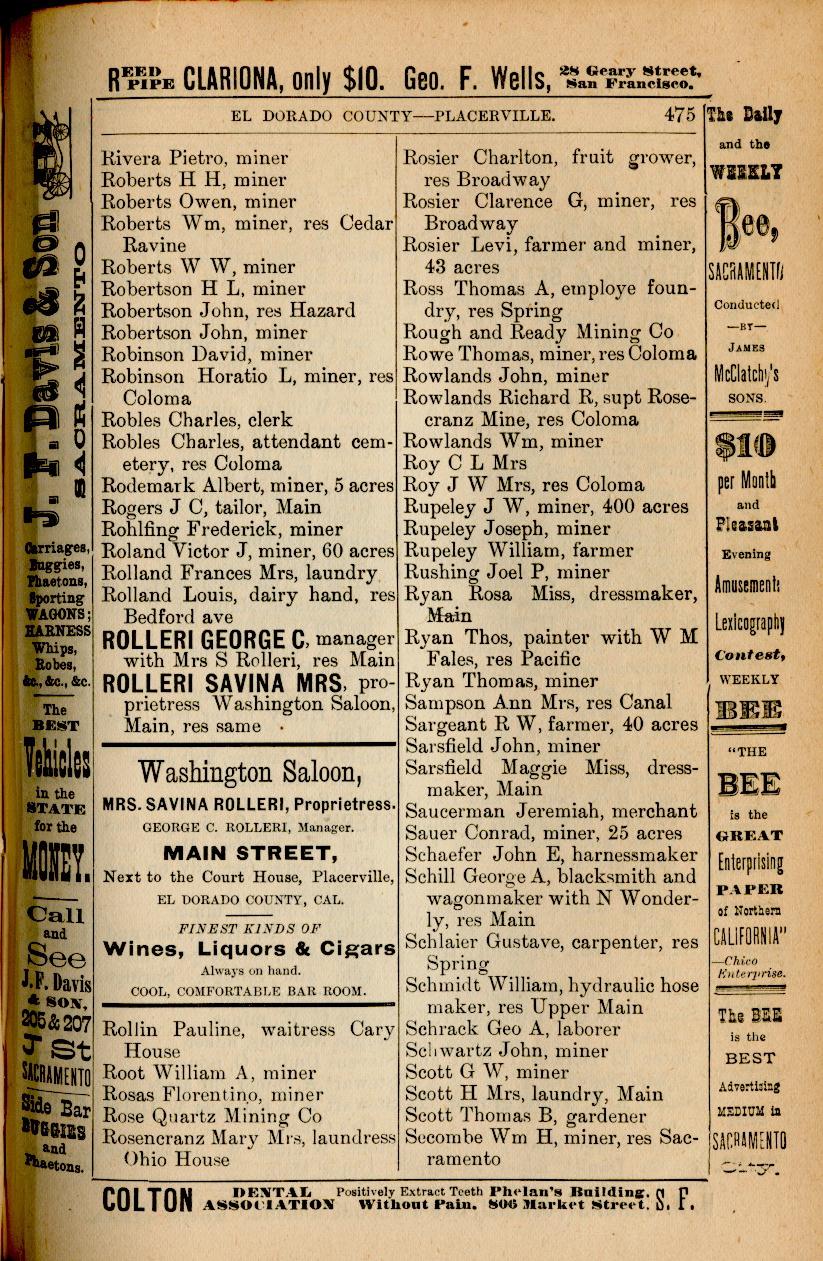 REED PIPE CLARIONA, only $10. Geo. F. Wells, 28 Geary Street, San Francisco.
EL DORADO COUNTY—PLACERVILLE. 475
Rivera Pietro, miner
Roberts H H, miner
Roberts Owen, miner
Roberts Wm, miner, res Cedar
Ravine
Roberts W W, miner
Robertson H L, miner
Robertson John, res Hazard
Robertson John, miner
Robinson David, miner
Robinson Horatio L, miner, res
Coloma
Robles Charles, clerk
Robles Charles, attendant cem-
etery, res Coloma
Rodemark Albert, miner, 5 acres
Rogers J C, tailor, Main
Rohlfing Frederick, miner
Roland Victor J, miner, 60 acres
Rolland Frances Mrs, laundry
Rolland Louis, dairy hand, res
Bedford ave
ROLLERI GEORGE C, manager
with Mrs S Rolleri, res Main
ROLLERI SAVINA MRS, pro-
prietress Washington Saloon,
Main, res same
Washington Saloon,
MRS. SAVINA ROLLERI, Proprietress.
GEORGE C. ROLLERI, Manager.
MAIN STREET,
Next to the Court House, Placerville,
EL DORADO COUNTY, CAL.
FINEST KINDS OF
Wines, Liquors & Cigars
Always on hand.
COOL, COMFORTABLE BAR ROOM.
Rollin Pauline, waitress Cary
House
Root William A, miner
Rosas Florentino, miner
Rose Quartz Mining Co
Rosencranz Mary Mrs, laundress
Ohio House
Rosier Charlton, fruit grower,
res Broadway
Rosier Clarence G, miner, res
Broadway
Rosier Levi, farmer and miner,
43 acres
Ross Thomas A, employe foun-
dry, res Spring
Rough and Ready Mining Co
Rowe Thomas, miner, res Coloma
Rowlands John, miner
Rowlands Richard R, supt Rose-
cranz Mine, res Coloma
Rowlands Wm, miner
Roy C L Mrs
Roy J W Mrs, res Coloma
Rupeley J W, miner, 400 acres
Rupeley Joseph, miner
Rupeley William, farmer
Rushing Joel P, miner
Ryan Rosa Miss, dressmaker,
Main
Ryan Thos, painter with W M
Fales, res Pacific
Ryan Thomas, miner
Sampson Ann Mrs, res Canal
Sargeant R W, farmer, 40 acres
Sarsfield John, miner
Sarsfield Maggie Miss, dress-
maker, Main
Saucerman Jeremiah, merchant
Sauer Conrad, miner, 25 acres
Schaefer John E, harnessmaker
Schill George A, blacksmith and
wagonmaker with N Wonder-
ly, res Main
Schlaier Gustave, carpenter, res
Spring
Schmidt William, hydraulic hose
maker, res Upper Main
Schrack Geo A, laborer
Schwartz John, miner
Scott G W, miner
Scott H Mrs, laundry, Main
Scott Thomas B, gardener
Secombe Wm H, miner, res Sac-
ramento
J. F. Davis & Son
SACRAMENTO
Carriages,
Buggies,
Phaetons,
Sporting
WAGONS;
HARNESS
Whips,
Robes,
&c., &c., &c.
The
BEST
Vehicles
in the
STATE
for the
MONEY.
Call
and
See
J.F. Davis
& SON,
205 & 207
J St
SACRAMENTO
Side Bar
BUGGIES
and
Phaetons.
The Daily
and the
WEEKLY
Bee,
SACRAMENTO
Conducted
—BY—
JAMES
McClatchy's
SONS.
$10
per Month
and
Pleasant
Evening
Amusement:
Lexicography
Contest,
WEEKLY
BEE
"THE
BEE
is the
GREAT
Enterprising
PAPER
of Northern
CALIFORNIA"
—Chico
Enterprise.
The BEE
is the
BEST
Advertising
MEDIUM in
SACRAMENTO
COLTON DENTAL ASSOCIATION Positively Extract Teeth Without Pain. Phelan's Building. 806 Market Street. S. F.